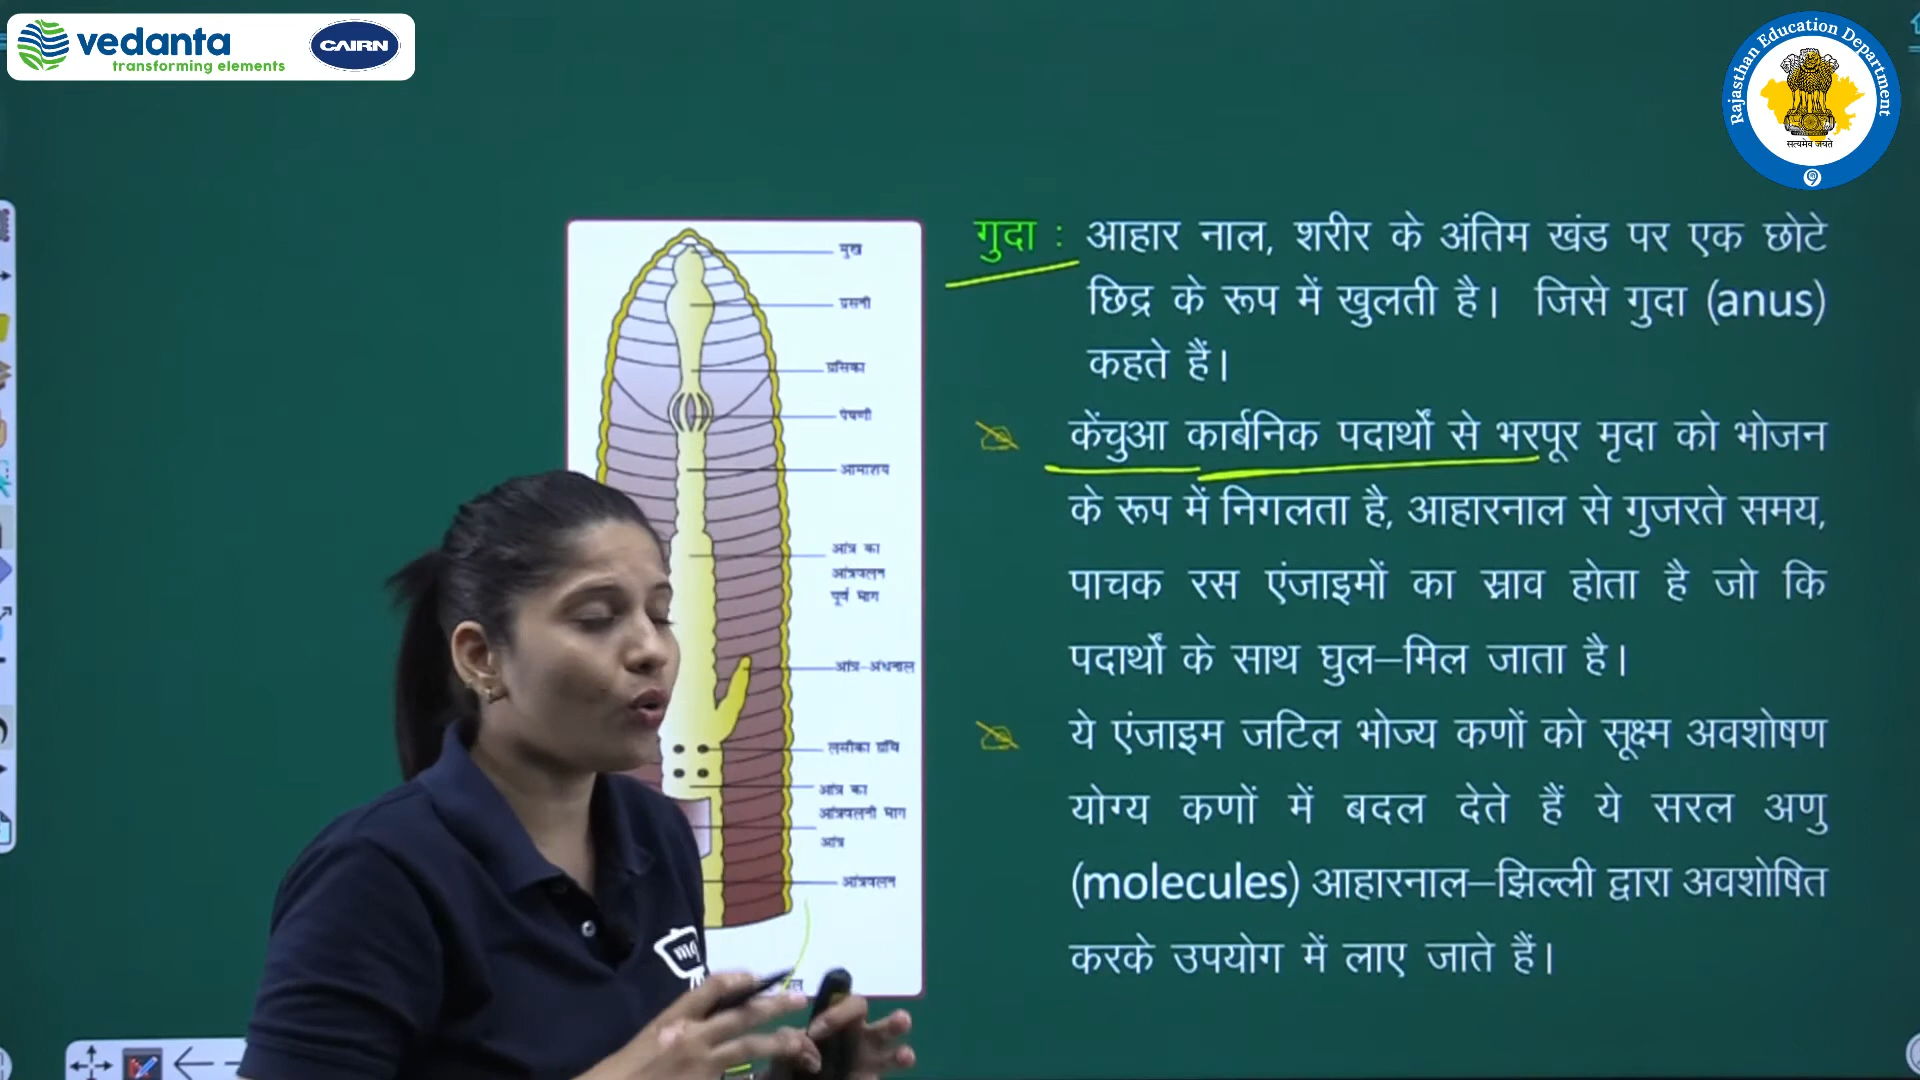 vedanta
transforming elements
CAIRN
Rajasthan Education Department
सत्यमेव जयते
गुदा : आहार नाल, शरीर के अंतिम खंड पर एक छोटे
छिद्र के रूप में खुलती है। जिसे गुदा (anus)
कहते हैं।
केंचुआ कार्बनिक पदार्थों से भरपूर मृदा को भोजन
के रूप में निगलता है, आहारनाल से गुजरते समय,
पाचक रस एंजाइमों का स्राव होता है जो कि
पदार्थों के साथ घुल–मिल जाता है।
ये एंजाइम जटिल भोज्य कणों को सूक्ष्म अवशोषण
योग्य कणों में बदल देते हैं ये सरल अणु
(molecules) आहारनाल–झिल्ली द्वारा अवशोषित
करके उपयोग में लाए जाते हैं।
मुख
ग्रसनी
ग्रसिका
पेषणी
आमाशय
आंत्र का
आंत्रवलन
पूर्व भाग
आंत्र-अंधनाल
लसीका ग्रंथि
आंत्र का
आंत्रवलनी भाग
आंत्र
आंत्रवलन